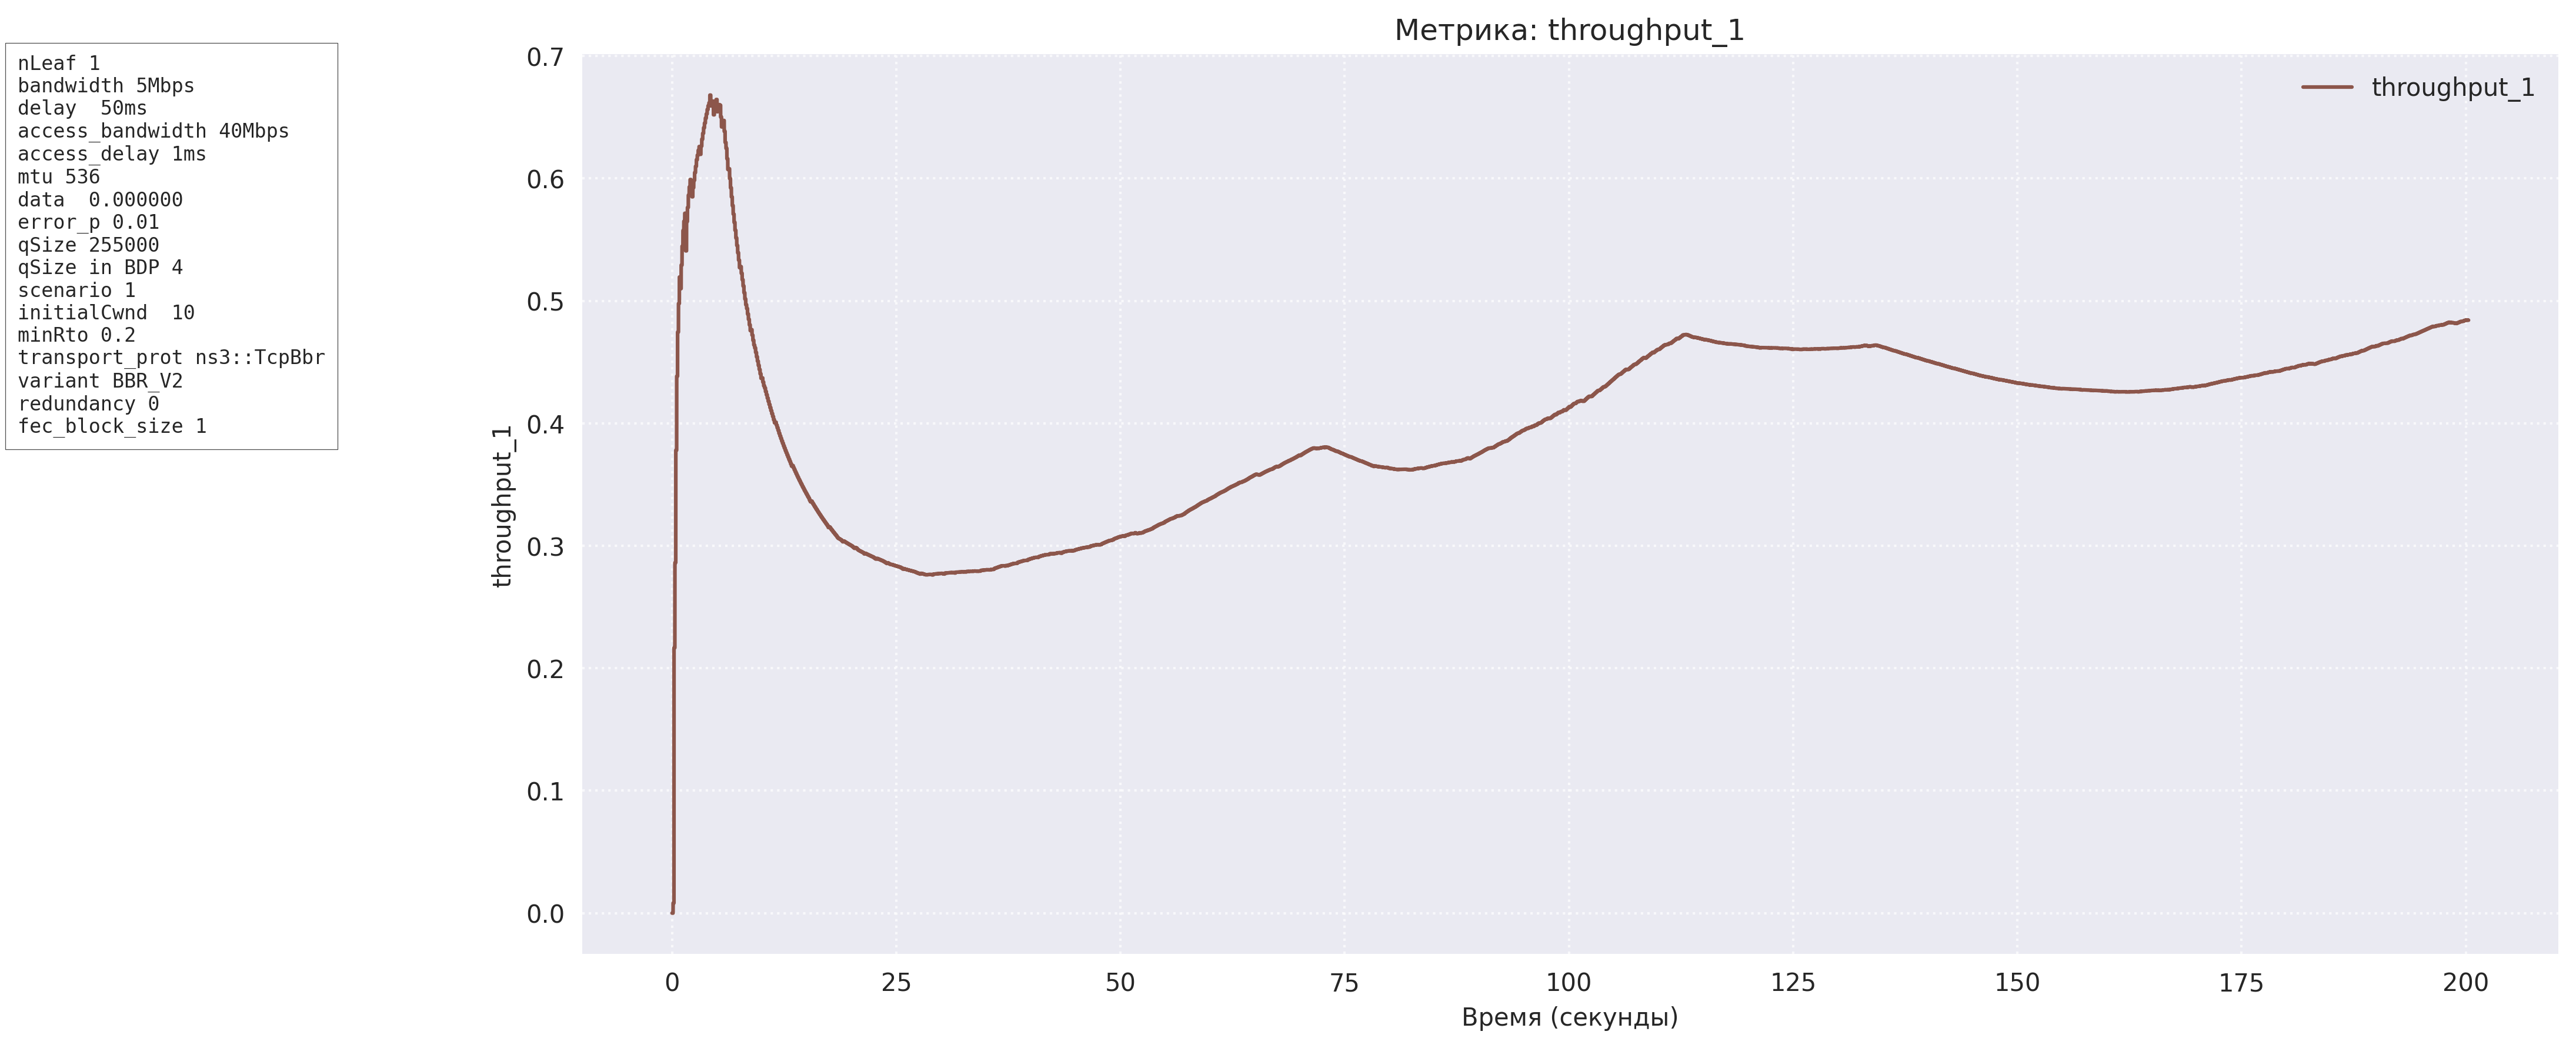 Метрика: throughput_1
nLeaf 1
bandwidth 5Mbps
delay  50ms
access_bandwidth 40Mbps
access_delay 1ms
mtu 536
data  0.000000
error_p 0.01
qSize 255000
qSize in BDP 4
scenario 1
initialCwnd  10
minRto 0.2
transport_prot ns3::TcpBbr
variant BBR_V2
redundancy 0
fec_block_size 1
throughput_1
throughput_1
0.7
0.6
0.5
0.4
0.3
0.2
0.1
0.0
0 25 50 75 100 125 150 175 200
Время (секунды)